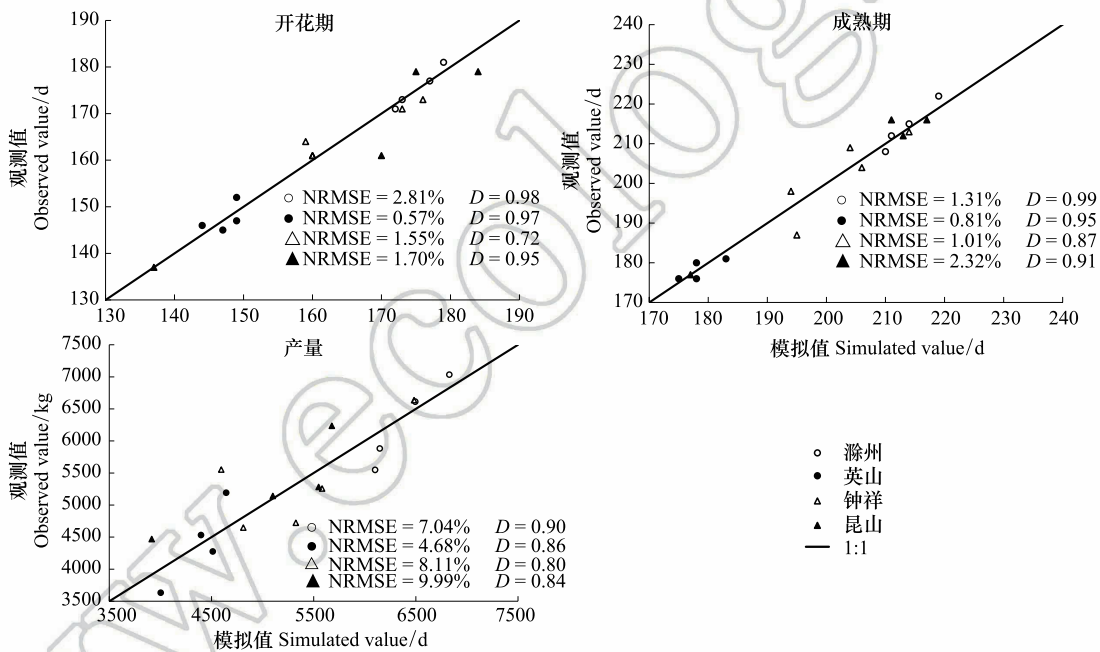 开花期
190
180
170
160
150
140
130
观测值
Observed value/d
○ NRMSE = 2.81% D = 0.98
● NRMSE = 0.57% D = 0.97
△ NRMSE = 1.55% D = 0.72
▲ NRMSE = 1.70% D = 0.95
130 140 150 160 170 180 190
成熟期
240
230
220
210
200
190
180
170
观测值
Observed value/d
○ NRMSE = 1.31% D = 0.99
● NRMSE = 0.81% D = 0.95
△ NRMSE = 1.01% D = 0.87
▲ NRMSE = 2.32% D = 0.91
170 180 190 200 210 220 230 240
模拟值 Simulated value/d
产量
7500
7000
6500
6000
5500
5000
4500
4000
3500
观测值
Observed value/kg
○ NRMSE = 7.04% D = 0.90
● NRMSE = 4.68% D = 0.86
△ NRMSE = 8.11% D = 0.80
▲ NRMSE = 9.99% D = 0.84
3500 4500 5500 6500 7500
模拟值 Simulated value/d
○ 滁州
● 英山
△ 钟祥
▲ 昆山
1:1
w.ecolog